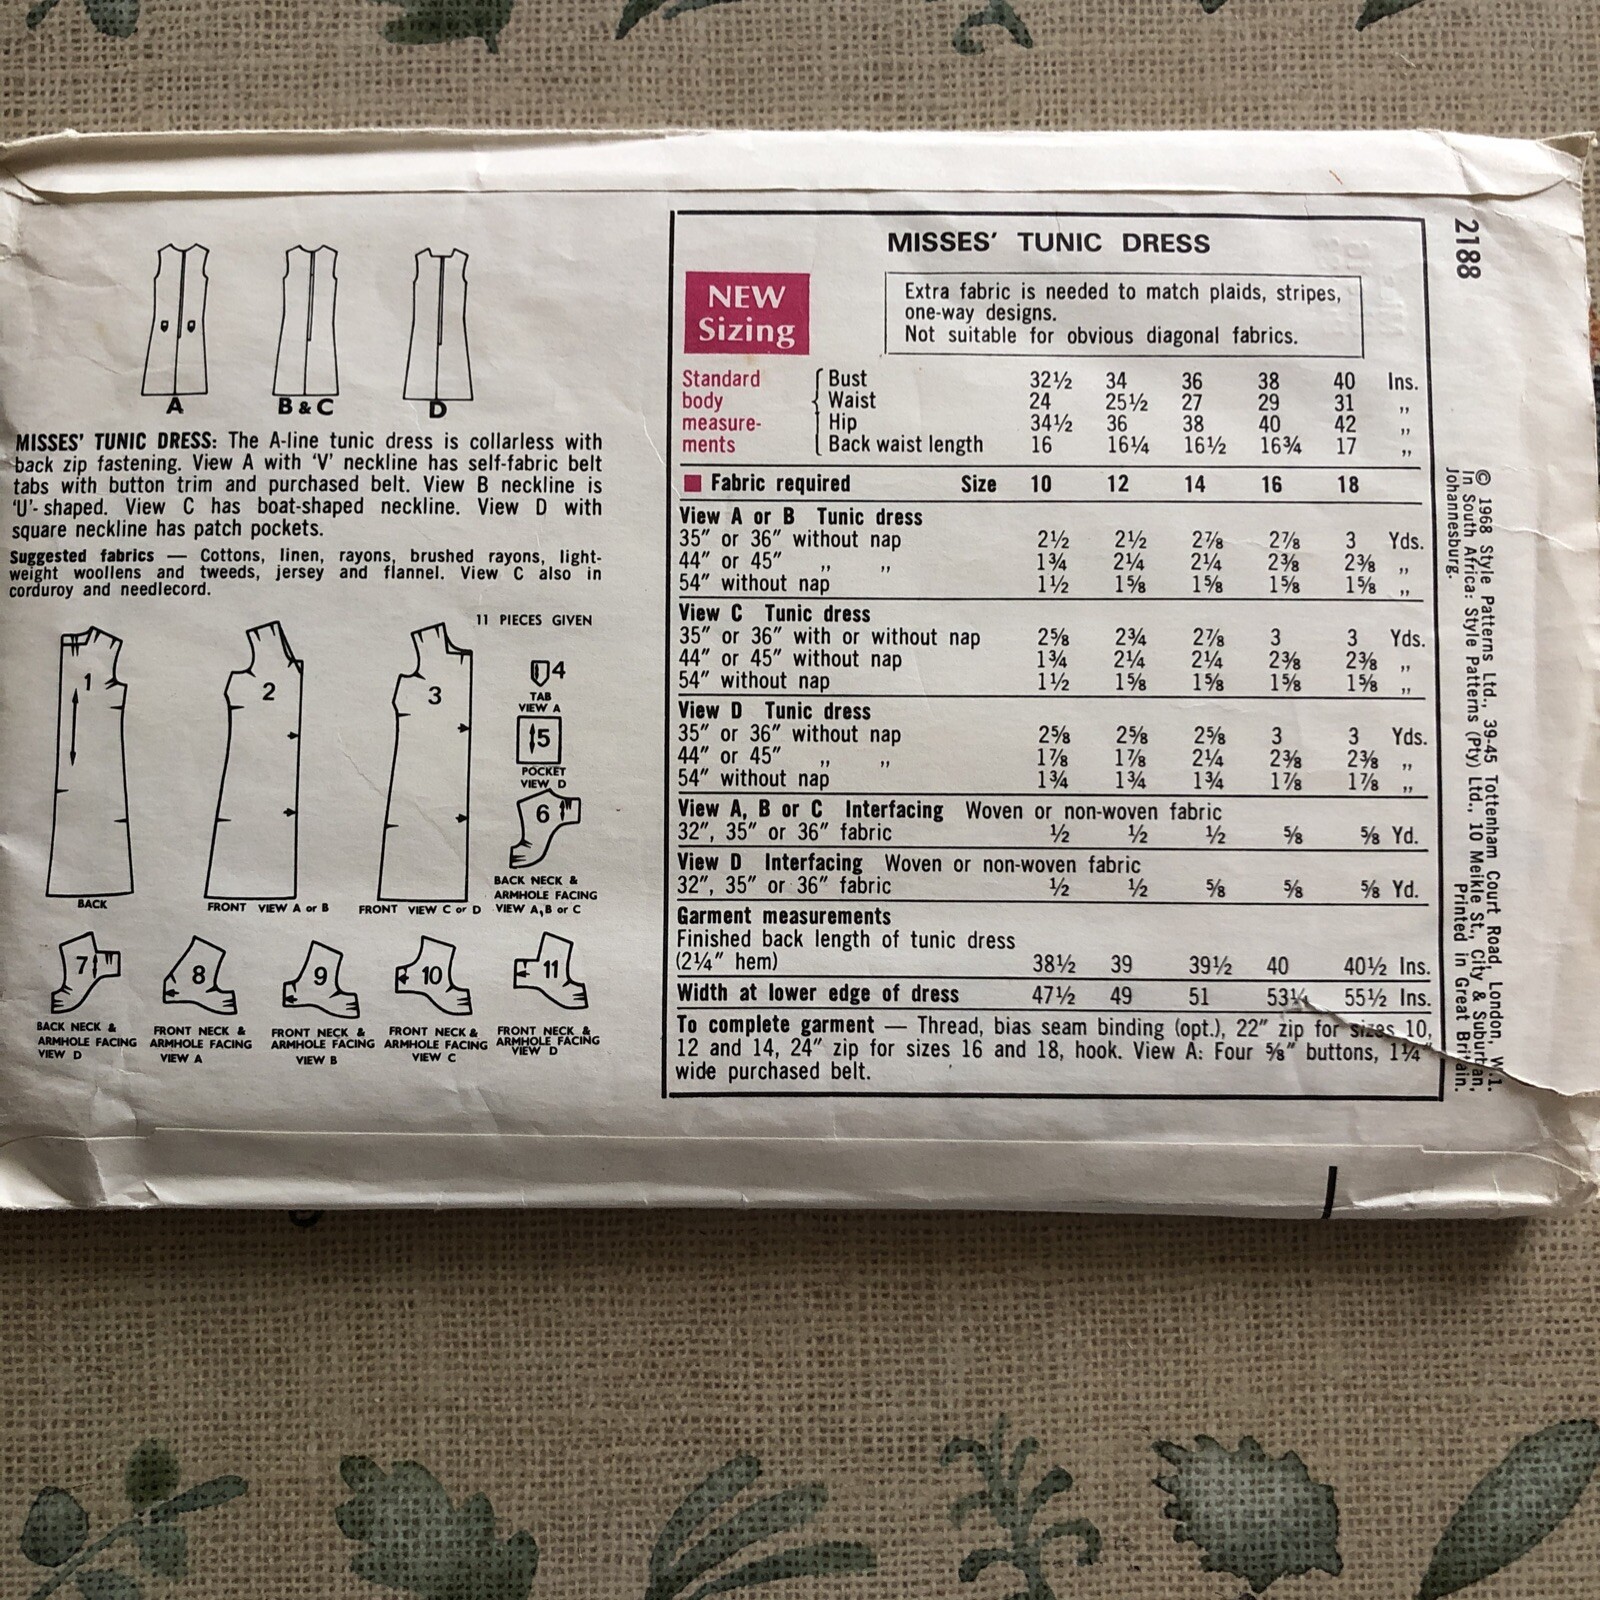 A
B & C
D
MISSES' TUNIC DRESS: The A-line tunic dress is collarless with
back zip fastening. View A with 'V' neckline has self-fabric belt
tabs with button trim and purchased belt. View B neckline is
'U'- shaped. View C has boat-shaped neckline. View D with
square neckline has patch pockets.
Suggested fabrics — Cottons, linen, rayons, brushed rayons, light-
weight woollens and tweeds, jersey and flannel. View C also in
corduroy and needlecord.
11 PIECES GIVEN
1
BACK
2
FRONT VIEW A or B
3
FRONT VIEW C or D
4
TAB
VIEW A
5
POCKET
VIEW D
6
BACK NECK &
ARMHOLE FACING
VIEW A,B or C
7
BACK NECK &
ARMHOLE FACING
VIEW D
8
FRONT NECK &
ARMHOLE FACING
VIEW A
9
FRONT NECK &
ARMHOLE FACING
VIEW B
10
FRONT NECK &
ARMHOLE FACING
VIEW C
11
FRONT NECK &
ARMHOLE FACING
VIEW D
MISSES' TUNIC DRESS
NEW
Sizing
Extra fabric is needed to match plaids, stripes,
one-way designs.
Not suitable for obvious diagonal fabrics.
Standard body measure-ments
Bust 32½ 34 36 38 40 Ins.
Waist 24 25½ 27 29 31 ,,
Hip 34½ 36 38 40 42 ,,
Back waist length 16 16¼ 16½ 16¾ 17 ,,
Fabric required Size 10 12 14 16 18
View A or B Tunic dress
35″ or 36″ without nap 2½ 2½ 2⅞ 2⅞ 3 Yds.
44″ or 45″ ,, ,, 1¾ 2¼ 2¼ 2⅜ 2⅜ ,,
54″ without nap 1½ 1⅝ 1⅝ 1⅝ 1⅝ ,,
View C Tunic dress
35″ or 36″ with or without nap 2⅝ 2¾ 2⅞ 3 3 Yds.
44″ or 45″ without nap 1¾ 2¼ 2¼ 2⅜ 2⅜ ,,
54″ without nap 1½ 1⅝ 1⅝ 1⅝ 1⅝ ,,
View D Tunic dress
35″ or 36″ without nap 2⅝ 2⅝ 2⅝ 3 3 Yds.
44″ or 45″ ,, ,, 1⅞ 1⅞ 2¼ 2⅜ 2⅜ ,,
54″ without nap 1¾ 1¾ 1¾ 1⅞ 1⅞ ,,
View A, B or C Interfacing Woven or non-woven fabric
32″, 35″ or 36″ fabric ½ ½ ½ ⅝ ⅝ Yd.
View D Interfacing Woven or non-woven fabric
32″, 35″ or 36″ fabric ½ ½ ⅝ ⅝ ⅝ Yd.
Garment measurements
Finished back length of tunic dress
(2¼″ hem) 38½ 39 39½ 40 40½ Ins.
Width at lower edge of dress 47½ 49 51 53¼ 55½ Ins.
To complete garment — Thread, bias seam binding (opt.), 22″ zip for sizes 10,
12 and 14, 24″ zip for sizes 16 and 18, hook. View A: Four ⅝″ buttons, 1¼″
wide purchased belt.
2188
© 1968 Style Patterns Ltd., 39-45 Tottenham Court Road, London, W.1.
In South Africa: Style Patterns (Pty) Ltd., 10 Meikle St., City & Suburban,
Johannesburg.
Printed in Great Britain.